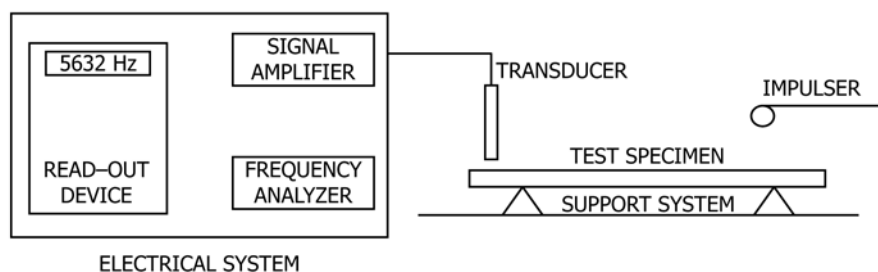 5632 Hz
READ–OUT
DEVICE
SIGNAL
AMPLIFIER
FREQUENCY
ANALYZER
ELECTRICAL SYSTEM
TRANSDUCER
IMPULSER
TEST SPECIMEN
SUPPORT SYSTEM